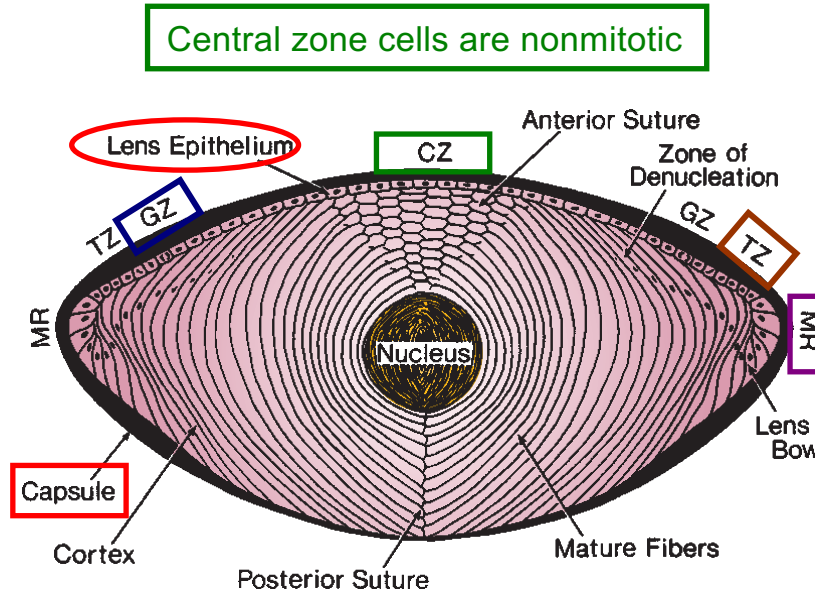 Central zone cells are nonmitotic
Anterior Suture
Lens Epithelium
CZ
Zone of
Denucleation
GZ
TZ
GZ
TZ
MR
MR
Nucleus
Lens
Bow
Capsule
Cortex
Mature Fibers
Posterior Suture